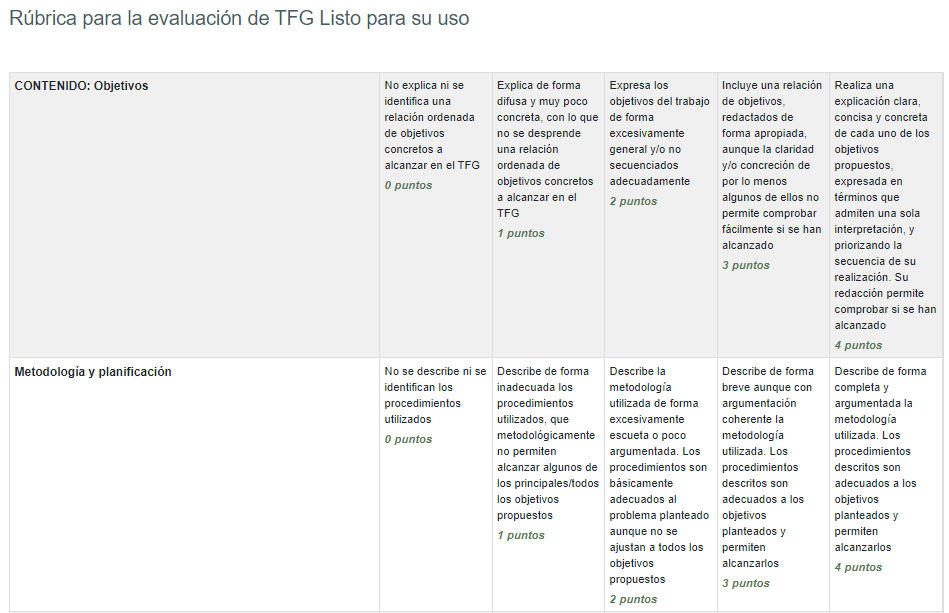 Rúbrica para la evaluación de TFG Listo para su uso
CONTENIDO: Objetivos
No explica ni se
identifica una
relación ordenada
de objetivos
concretos a
alcanzar en el TFG
0 puntos
Explica de forma
difusa y muy poco
concreta, con lo que
no se desprende
una relación
ordenada de
objetivos concretos
a alcanzar en el
TFG
1 puntos
Expresa los
objetivos del trabajo
de forma
excesivamente
general y/o no
secuenciados
adecuadamente
2 puntos
Incluye una relación
de objetivos,
redactados de
forma apropiada,
aunque la claridad
y/o concreción de
por lo menos
algunos de ellos no
permite comprobar
fácilmente si se han
alcanzado
3 puntos
Realiza una
explicación clara,
concisa y concreta
de cada uno de los
objetivos
propuestos,
expresada en
términos que
admiten una sola
interpretación, y
priorizando la
secuencia de su
realización. Su
redacción permite
comprobar si se han
alcanzado
4 puntos
Metodología y planificación
No se describe ni se
identifican los
procedimientos
utilizados
0 puntos
Describe de forma
inadecuada los
procedimientos
utilizados, que
metodológicamente
no permiten
alcanzar algunos de
los principales/todos
los objetivos
propuestos
1 puntos
Describe la
metodología
utilizada de forma
excesivamente
escueta o poco
argumentada. Los
procedimientos son
básicamente
adecuados al
problema planteado
aunque no se
ajustan a todos los
objetivos
propuestos
2 puntos
Describe de forma
breve aunque con
argumentación
coherente la
metodología
utilizada. Los
procedimientos
descritos son
adecuados a los
objetivos
planteados y
permiten
alcanzarlos
3 puntos
Describe de forma
completa y
argumentada la
metodología
utilizada. Los
procedimientos
descritos son
adecuados a los
objetivos
planteados y
permiten
alcanzarlos
4 puntos